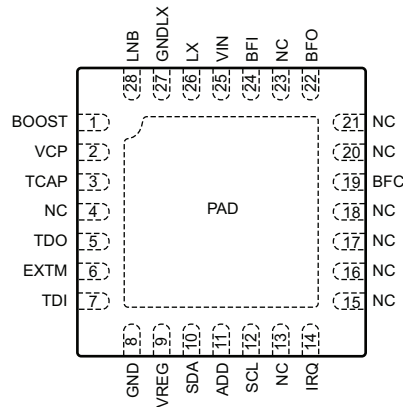 LNB GNDLX LX VIN BFI NC BFO
28 27 26 25 24 23 22
BOOST 1 21 NC
VCP 2 20 NC
TCAP 3 19 BFC
NC 4 PAD 18 NC
TDO 5 17 NC
EXTM 6 16 NC
TDI 7 15 NC
8 9 10 11 12 13 14
GND VREG SDA ADD SCL NC IRQ